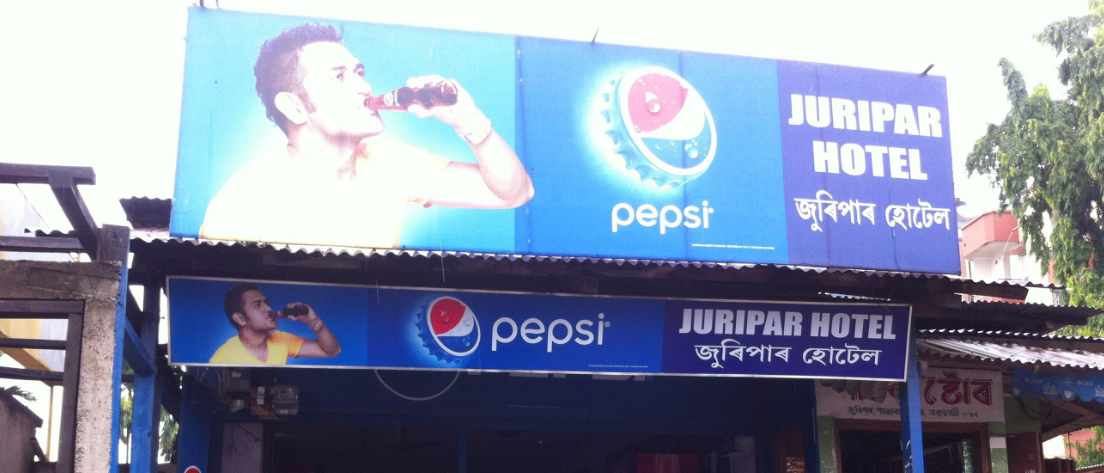 JURIPAR
HOTEL
জুৰিপাৰ হোটেল
pepsi
pepsi
JURIPAR HOTEL
জুৰিপাৰ হোটেল
ষ্টোৰ